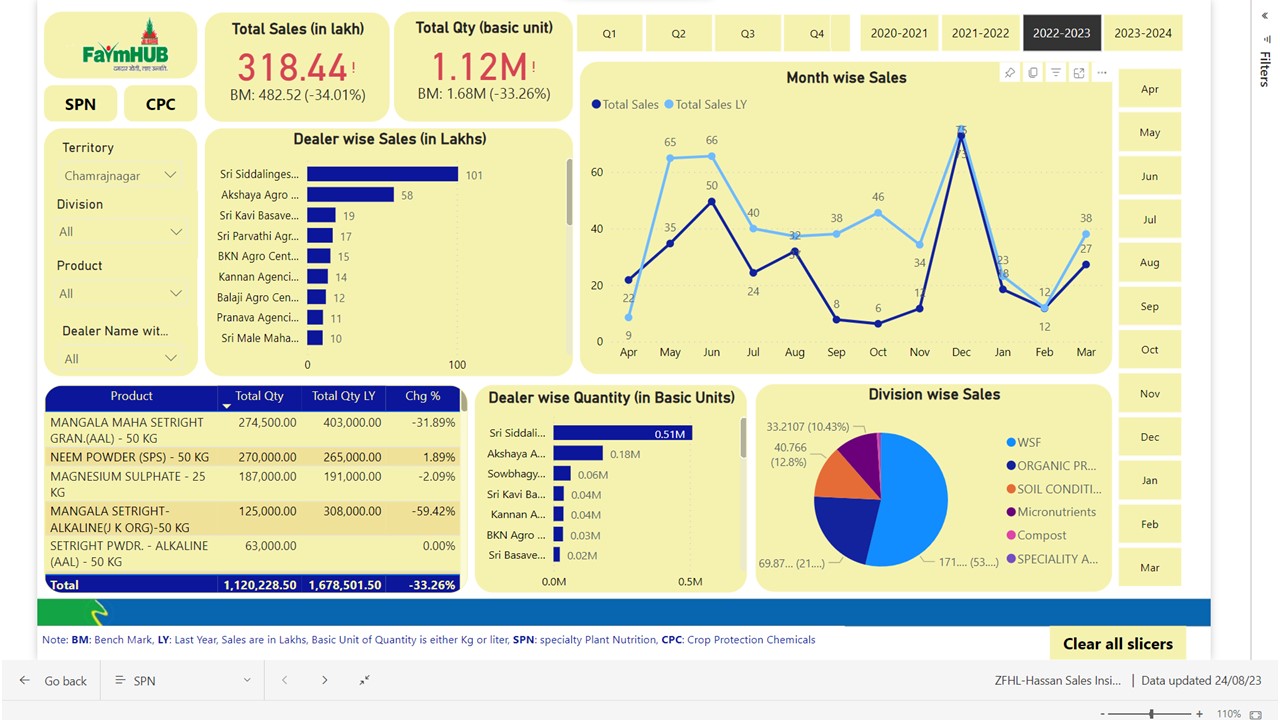 FarmHUB
SPN
CPC
Total Sales (in lakh)
318.44!
BM: 482.52 (-34.01%)
Total Qty (basic unit)
1.12M!
BM: 1.68M (-33.26%)
Q1
Q2
Q3
Q4
2020-2021
2021-2022
2022-2023
2023-2024
Filters
Territory
Chamrajnagar
Division
All
Product
All
Dealer Name wit...
All
Dealer wise Sales (in Lakhs)
Sri Siddalinges... 101
Akshaya Agro ... 58
Sri Kavi Basave... 19
Sri Parvathi Agr... 17
BKN Agro Cent... 15
Kannan Agenci... 14
Balaji Agro Cen... 12
Pranava Agenci... 11
Sri Male Maha... 10
0 100
Month wise Sales
Total Sales Total Sales LY
60
40
20
0
65 66 75
73
50 46
35 40 32 38 38
22 24 34 23 27
8 6 12 12
9
Apr May Jun Jul Aug Sep Oct Nov Dec Jan Feb Mar
Apr
May
Jun
Jul
Aug
Sep
Oct
Nov
Dec
Jan
Feb
Mar
Product Total Qty Total Qty LY Chg %
MANGALA MAHA SETRIGHT 274,500.00 403,000.00 -31.89%
GRAN.(AAL) - 50 KG
NEEM POWDER (SPS) - 50 KG 270,000.00 265,000.00 1.89%
MAGNESIUM SULPHATE - 25 187,000.00 191,000.00 -2.09%
KG
MANGALA SETRIGHT- 125,000.00 308,000.00 -59.42%
ALKALINE(J K ORG)-50 KG
SETRIGHT PWDR. - ALKALINE 63,000.00 0.00%
(AAL) - 50 KG
Total 1,120,228.50 1,678,501.50 -33.26%
Dealer wise Quantity (in Basic Units)
Sri Siddali... 0.51M
Akshaya A... 0.18M
Sowbhagy... 0.06M
Sri Kavi Ba... 0.04M
Kannan A... 0.04M
BKN Agro ... 0.03M
Sri Basave... 0.02M
0.0M 0.5M
Division wise Sales
33.2107 (10.43%)
40.766
(12.8%)
69.87... (21....)
171.... (53....)
WSF
ORGANIC PR...
SOIL CONDITI...
Micronutrients
Compost
SPECIALITY A...
Note: BM: Bench Mark, LY: Last Year, Sales are in Lakhs, Basic Unit of Quantity is either Kg or liter, SPN: specialty Plant Nutrition, CPC: Crop Protection Chemicals
Clear all slicers
Go back
SPN
ZFHL-Hassan Sales Insi... | Data updated 24/08/23
- + 110%